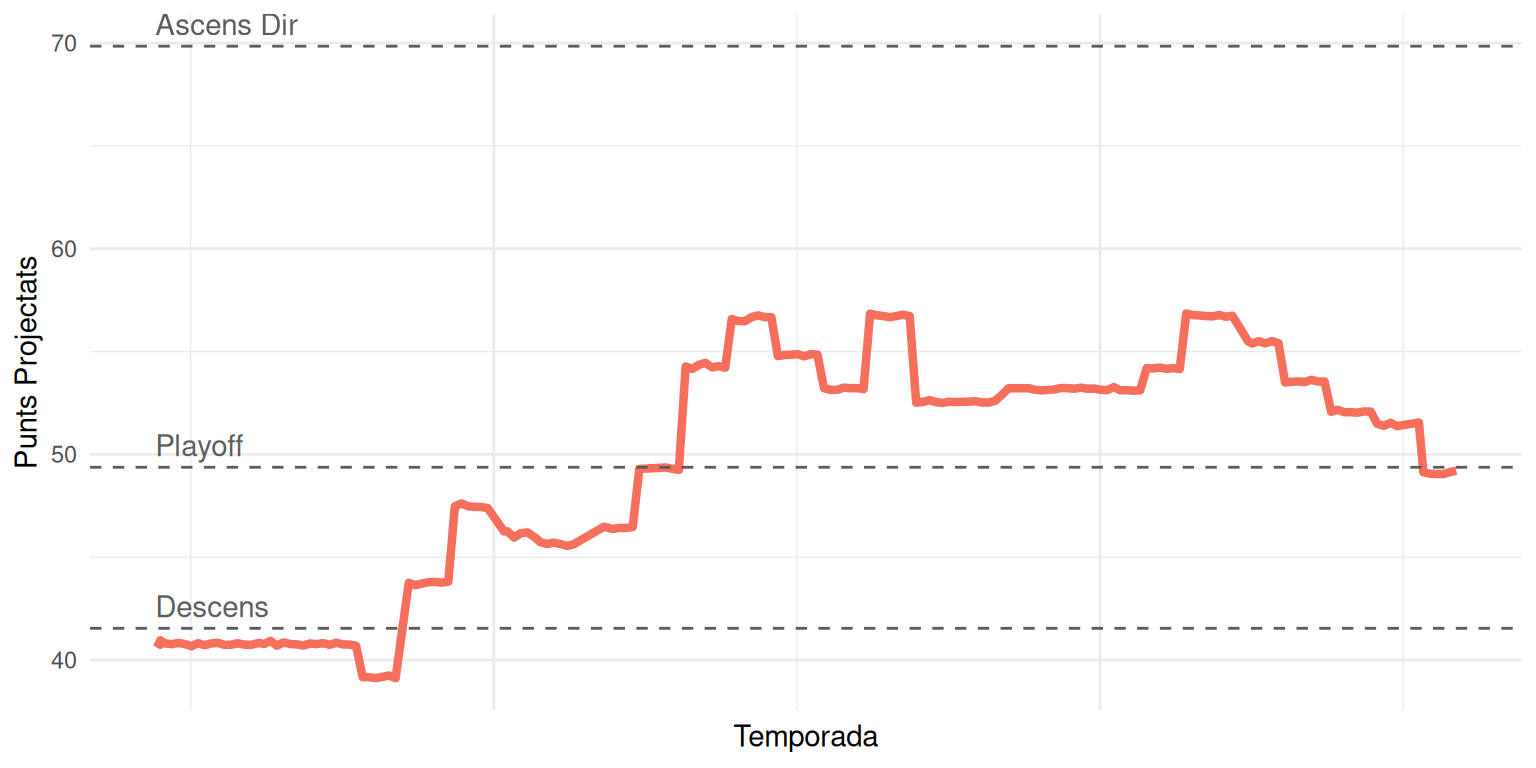 Ascens Dir
70
60
Punts Projectats
Playoff
50
Descens
40
Temporada